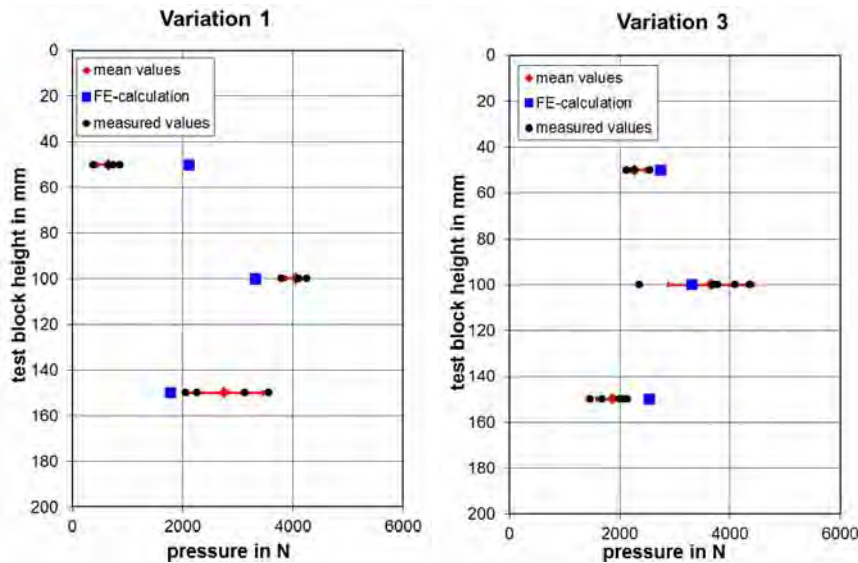 Variation 1
0
20
40
60
80
100
120
140
160
180
200
test block height in mm
mean values
FE-calculation
measured values
0
2000
4000
6000
pressure in N
Variation 3
0
20
40
60
80
100
120
140
160
180
200
test block height in mm
mean values
FE-calculation
measured values
0
2000
4000
6000
pressure in N